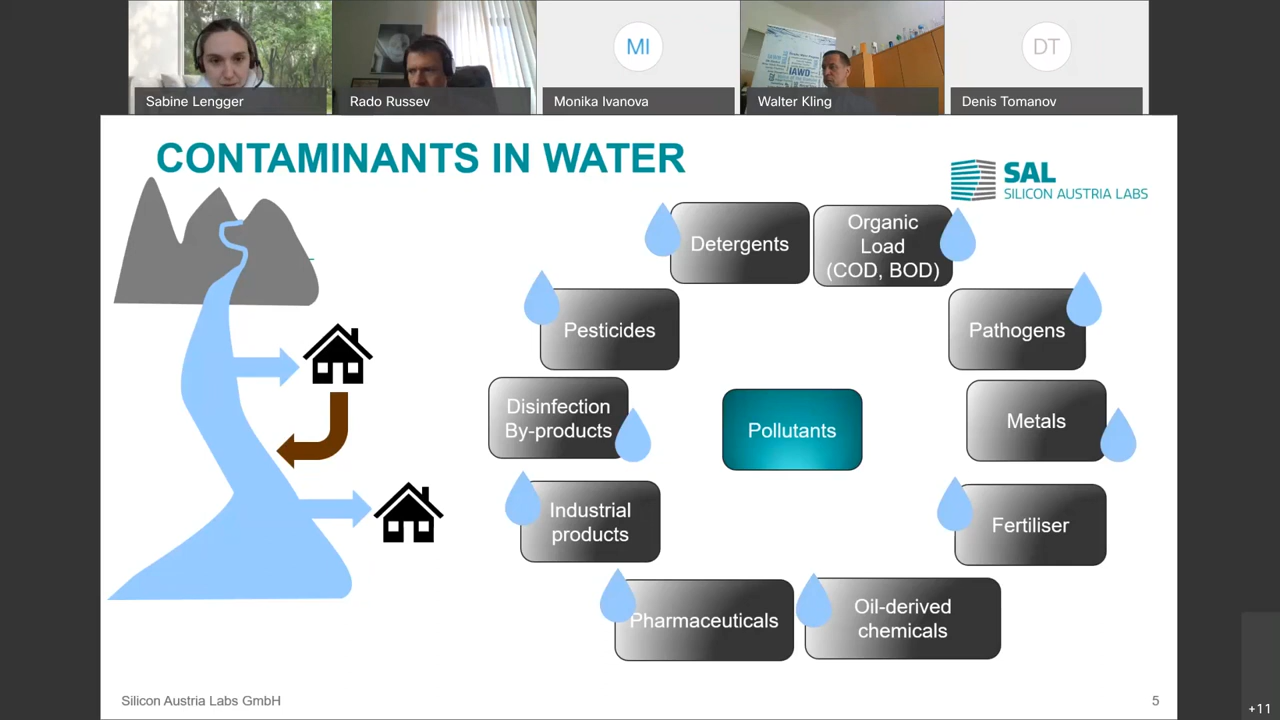 MI
DT
IAWD
Sabine Lengger
Rado Russev
Monika Ivanova
Walter Kling
Denis Tomanov
CONTAMINANTS IN WATER
SAL
SILICON AUSTRIA LABS
Detergents
Organic
Load
(COD, BOD)
Pesticides
Pathogens
Disinfection
By-products
Pollutants
Metals
Industrial
products
Fertiliser
Pharmaceuticals
Oil-derived
chemicals
Silicon Austria Labs GmbH
5
+11